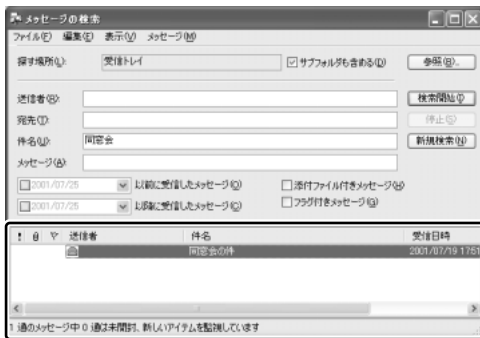 メッセージの検索
ファイル(F) 編集(E) 表示(V) メッセージ(M)
探す場所(L): 受信トレイ サブフォルダも含める(D) 参照(B)...
送信者(R): 検索開始(I)
宛先(T): 停止(S)
件名(U): 同窓会 新規検索(N)
メッセージ(A):
2001/07/25 以前に受信したメッセージ(O) 添付ファイル付きメッセージ(H)
2001/07/25 以降に受信したメッセージ(C) フラグ付きメッセージ(G)
! 送信者 件名 受信日時
同窓会の件 2001/07/19 17:51
1 通のメッセージ中 0 通は未開封、新しいアイテムを監視しています